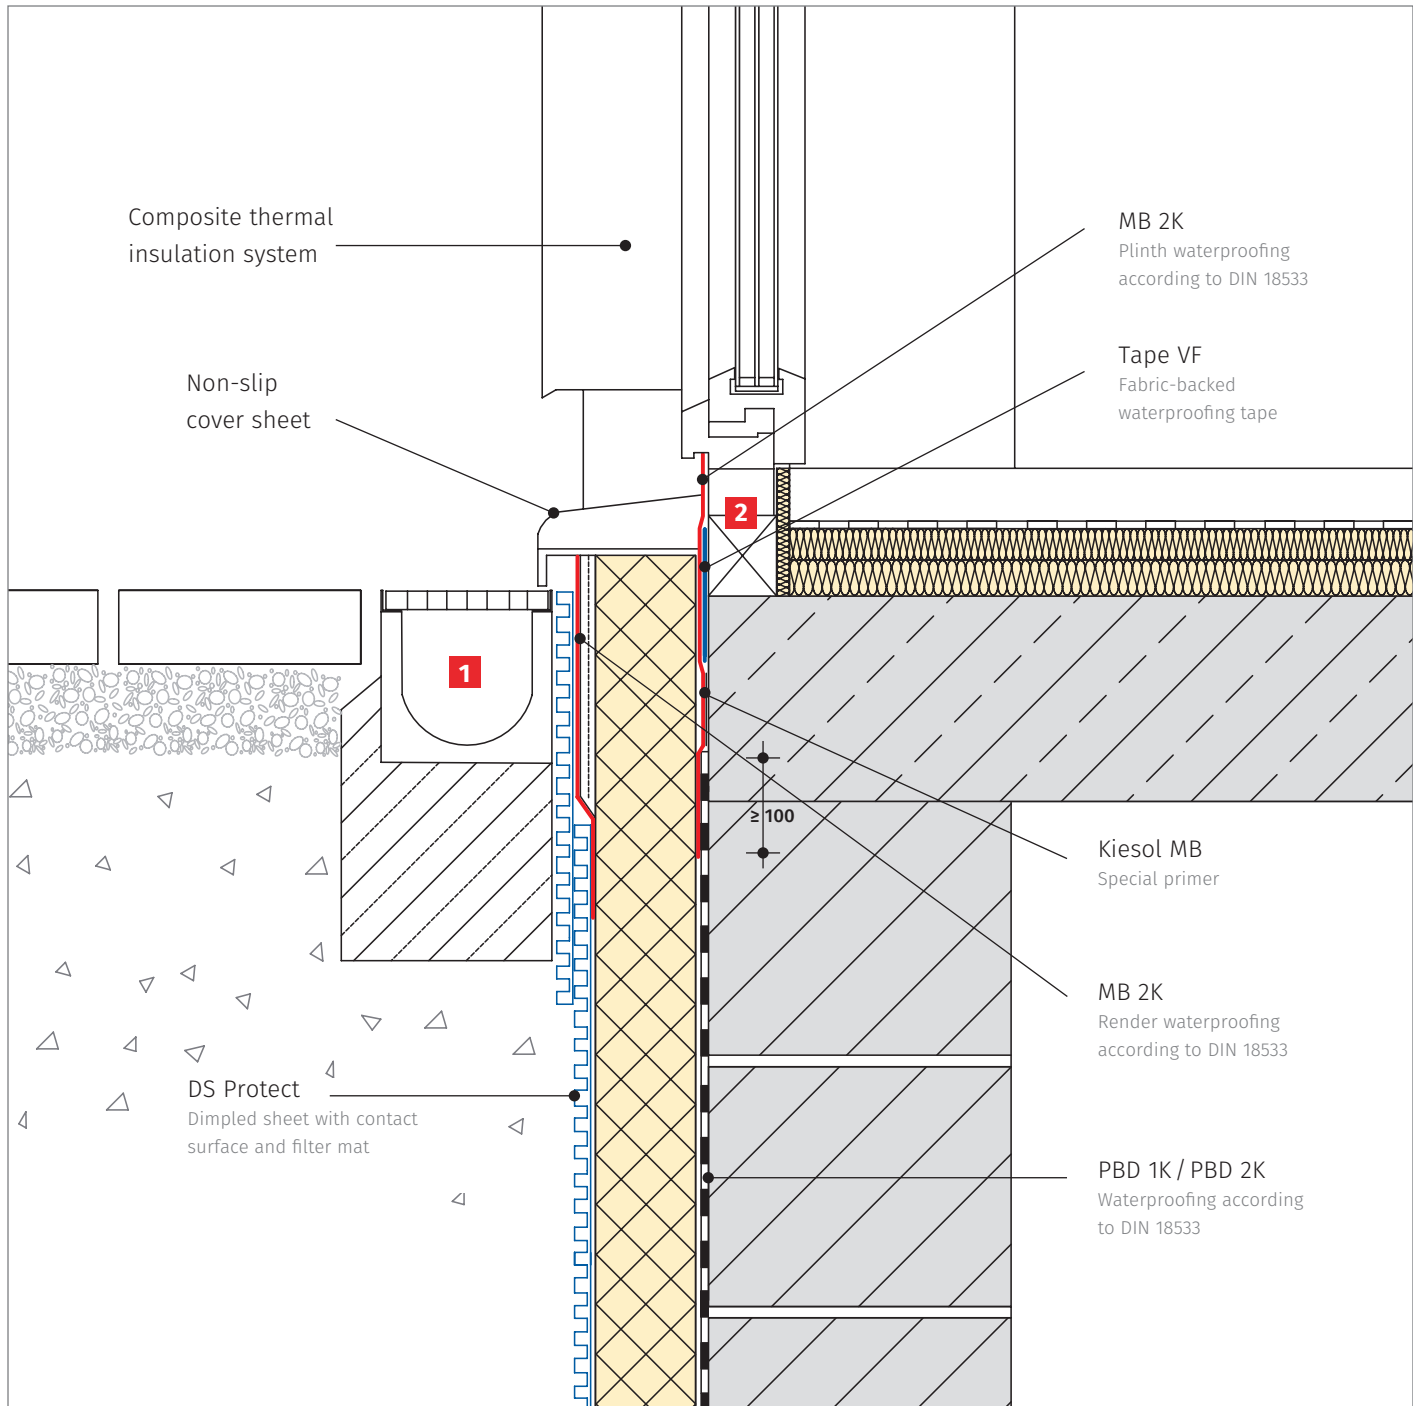 Composite thermal
insulation system
Non-slip
cover sheet
MB 2K
Plinth waterproofing
according to DIN 18533
Tape VF
Fabric-backed
waterproofing tape
2
1
≥ 100
Kiesol MB
Special primer
MB 2K
Render waterproofing
according to DIN 18533
DS Protect
Dimpled sheet with contact
surface and filter mat
PBD 1K / PBD 2K
Waterproofing according
to DIN 18533